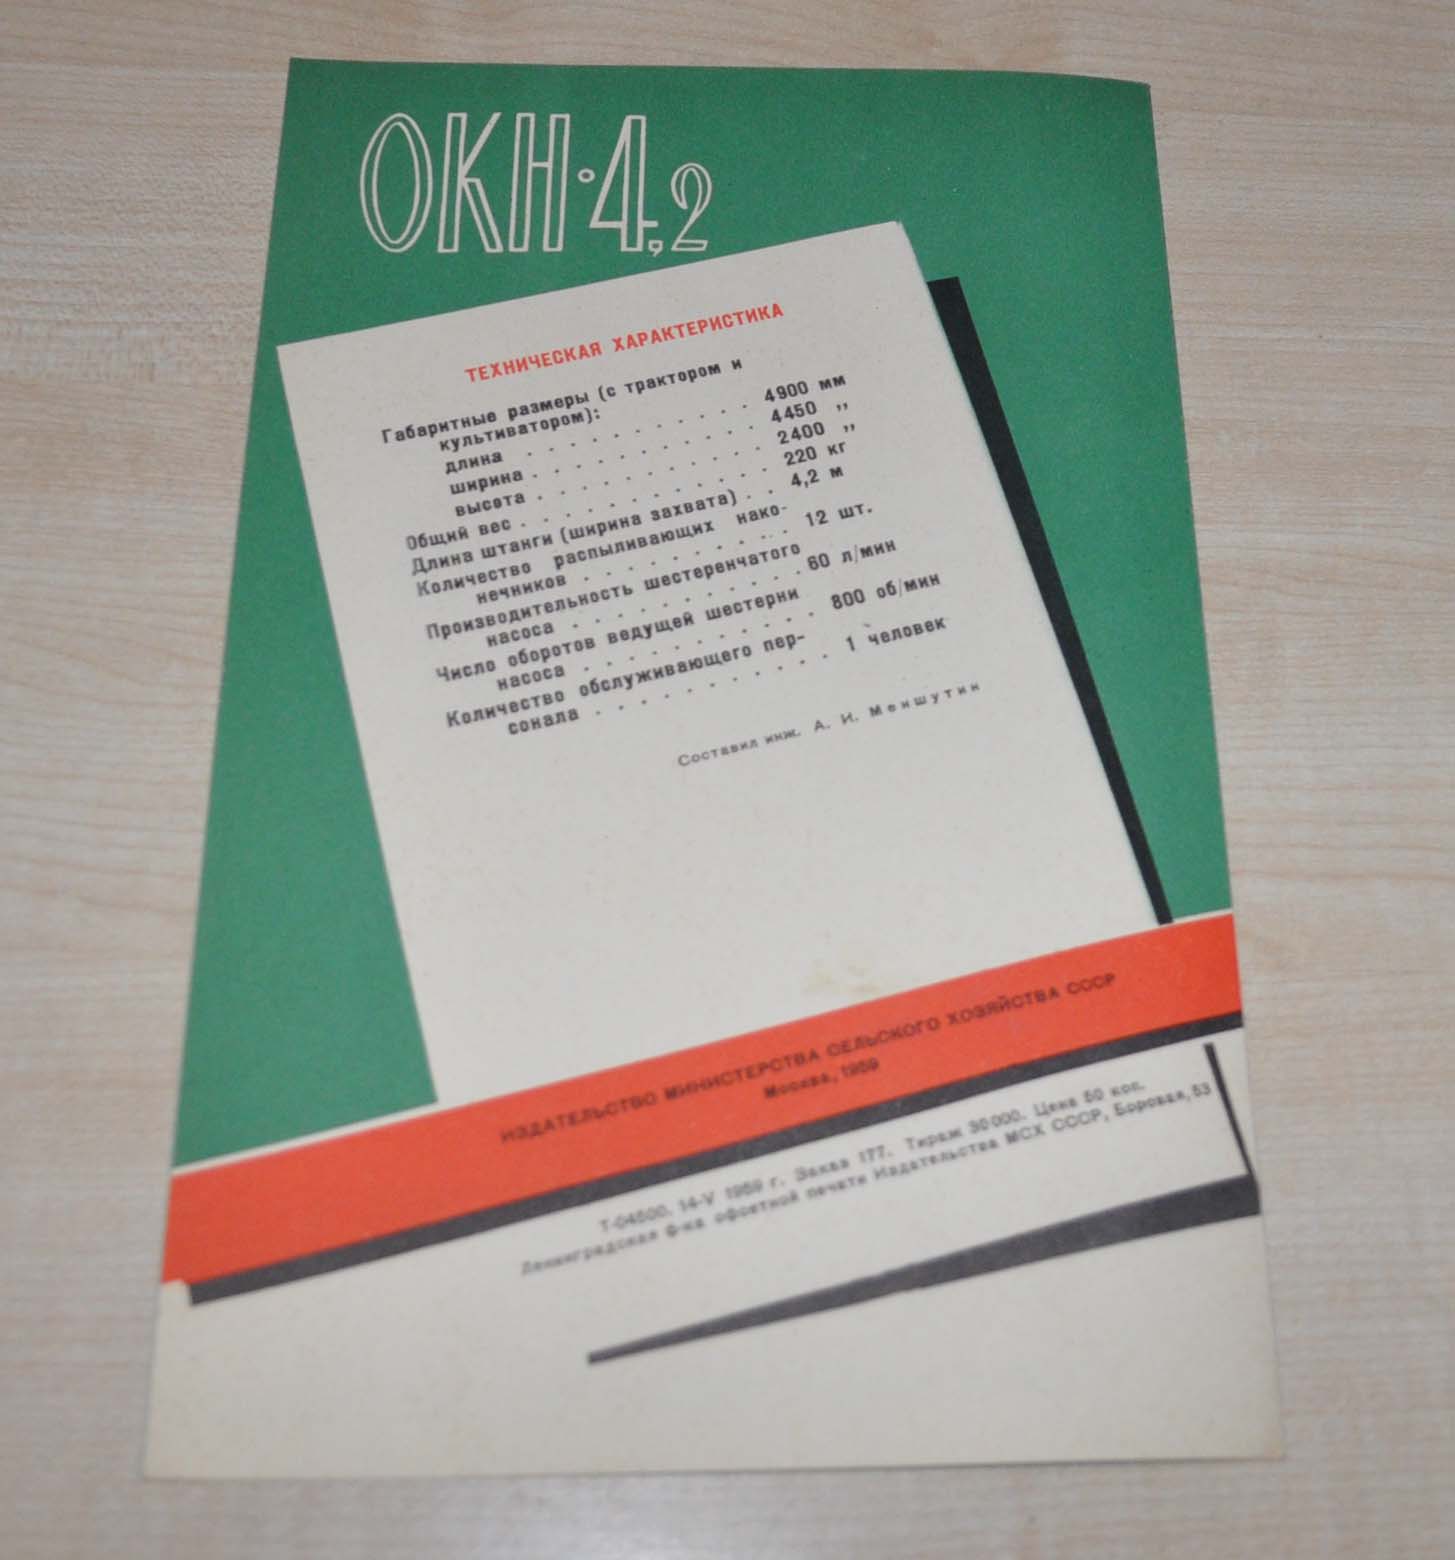 ОКН-4,2
ТЕХНИЧЕСКАЯ ХАРАКТЕРИСТИКА
Габаритные размеры (с трактором и
культиватором):
длина . . . . . . . . . . 4900 мм
ширина . . . . . . . . . . 4450 „
высота . . . . . . . . . . 2400 „
Общий вес . . . . . . . . . . 220 кг
Длина штанги (ширина захвата) . . 4,2 м
Количество распыливающих нако-
нечников . . . . . . . . . 12 шт.
Производительность шестеренчатого
насоса . . . . . . . . . . 60 л/мин
Число оборотов ведущей шестерни
насоса . . . . . . . . . . 800 об/мин
Количество обслуживающего пер-
сонала . . . . . . . . . . 1 человек
Составил инж. А. И. Меншутин
ИЗДАТЕЛЬСТВО МИНИСТЕРСТВА СЕЛЬСКОГО ХОЗЯЙСТВА СССР
Москва, 1959
Т-04500. 14-V 1959 г. Заказ 177. Тираж 30000. Цена 50 коп.
Ленинградская ф-ка офсетной печати Издательства МСХ СССР, Боровая, 53